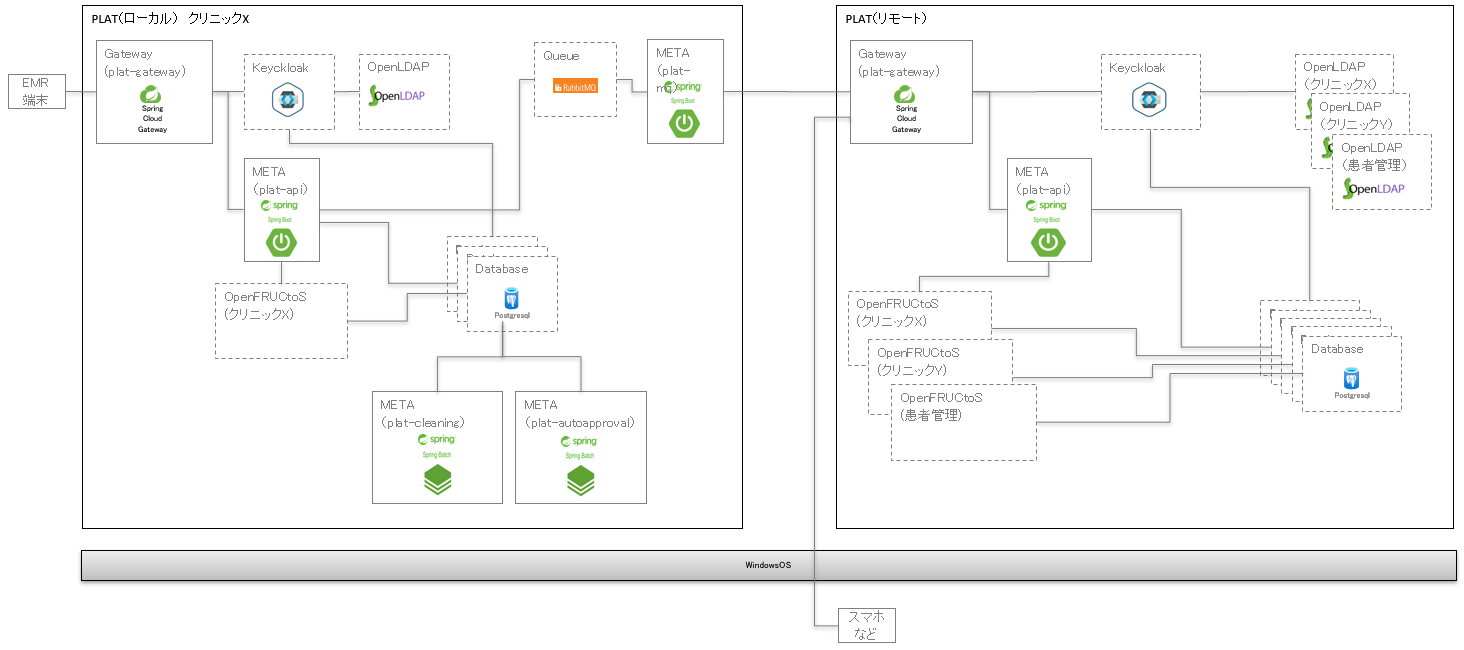 PLAT(ローカル)　クリニックX
Gateway
(plat-gateway)
Spring
Cloud
Gateway
Keyckloak
OpenLDAP
OpenLDAP
Queue
RabbitMQ
META
(plat-
mq)
spring
Spring Boot
EMR
端末
META
(plat-api)
spring
Spring Boot
OpenFRUCtoS
(クリニックX)
Database
Postgresql
META
(plat-cleaning)
spring
Spring Batch
META
(plat-autoapproval)
spring
Spring Batch
PLAT(リモート)
Gateway
(plat-gateway)
Spring
Cloud
Gateway
Keyckloak
OpenLDAP
(クリニックX)
OpenLDAP
(クリニックY)
OpenLDAP
(患者管理)
OpenLDAP
META
(plat-api)
spring
Spring Boot
OpenFRUCtoS
(クリニックX)
OpenFRUCtoS
(クリニックY)
OpenFRUCtoS
(患者管理)
Database
Postgresql
WindowsOS
スマホ
など